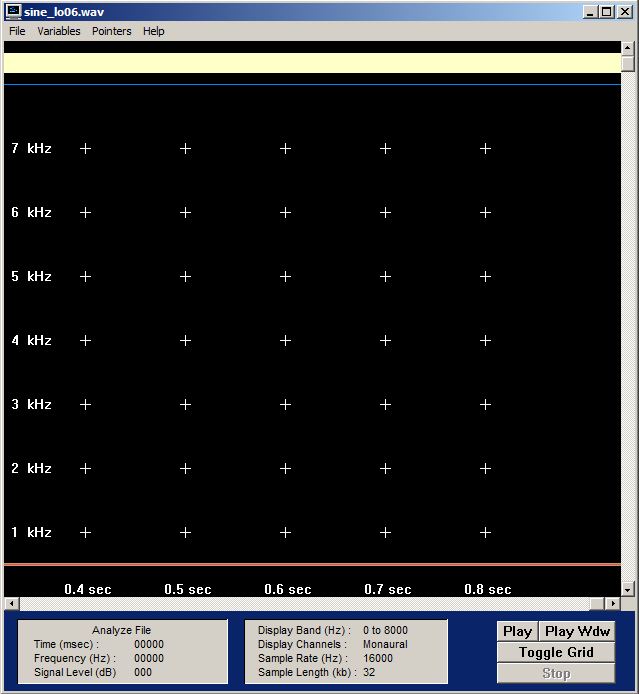 sine_lo06.wav
File Variables Pointers Help
7 kHz
6 kHz
5 kHz
4 kHz
3 kHz
2 kHz
1 kHz
0.4 sec 0.5 sec 0.6 sec 0.7 sec 0.8 sec
Analyze File
Time (msec) : 00000
Frequency (Hz) : 00000
Signal Level (dB) 000
Display Band (Hz) : 0 to 8000
Display Channels : Monaural
Sample Rate (Hz) : 16000
Sample Length (kb) : 32
Play Play Wdw
Toggle Grid
Stop